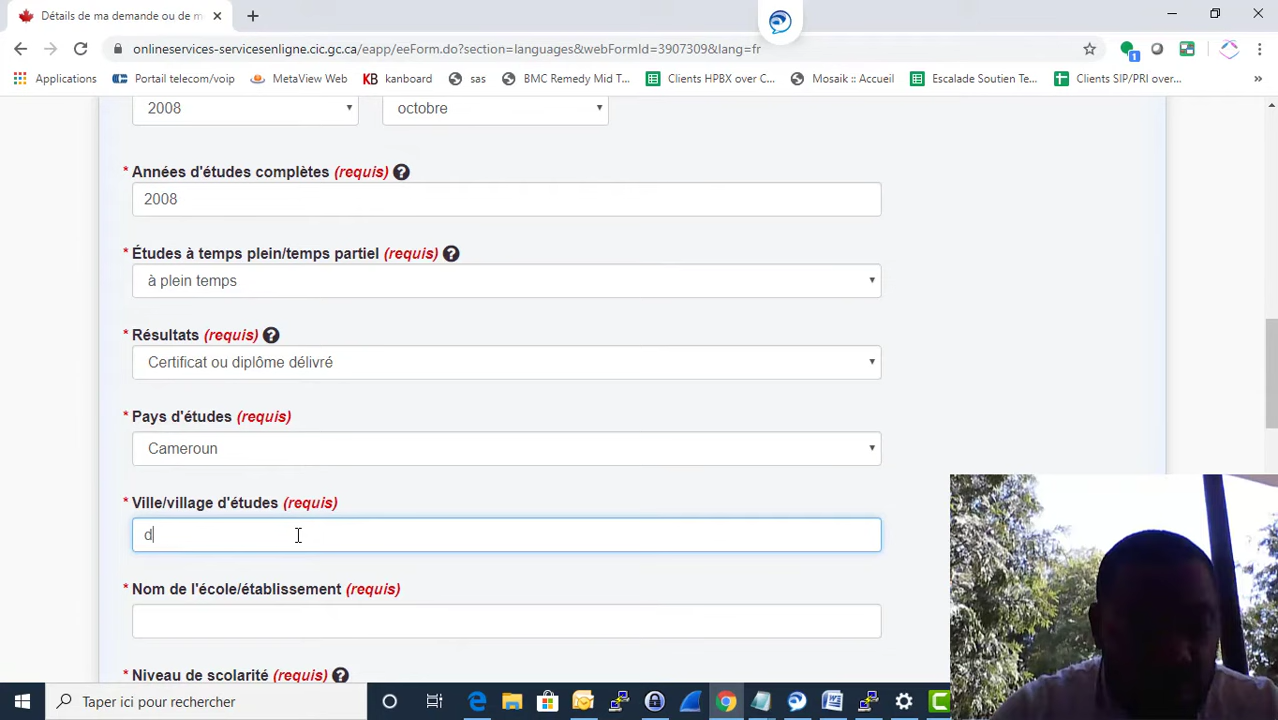 Détails de ma demande ou de m
onlineservices-servicesenligne.cic.gc.ca/eapp/eeForm.do?section=languages&webFormId=3907309&lang=fr
Applications
Portail telecom/voip
MetaView Web
KB kanboard
sas
BMC Remedy Mid T...
Clients HPBX over C...
Mosaik :: Accueil
Escalade Soutien Te...
Clients SIP/PRI over...
»
2008
octobre
* Années d'études complètes (requis) ?
2008
* Études à temps plein/temps partiel (requis) ?
à plein temps
* Résultats (requis) ?
Certificat ou diplôme délivré
* Pays d'études (requis)
Cameroun
* Ville/village d'études (requis)
d
* Nom de l'école/établissement (requis)
* Niveau de scolarité (requis) ?
Taper ici pour rechercher